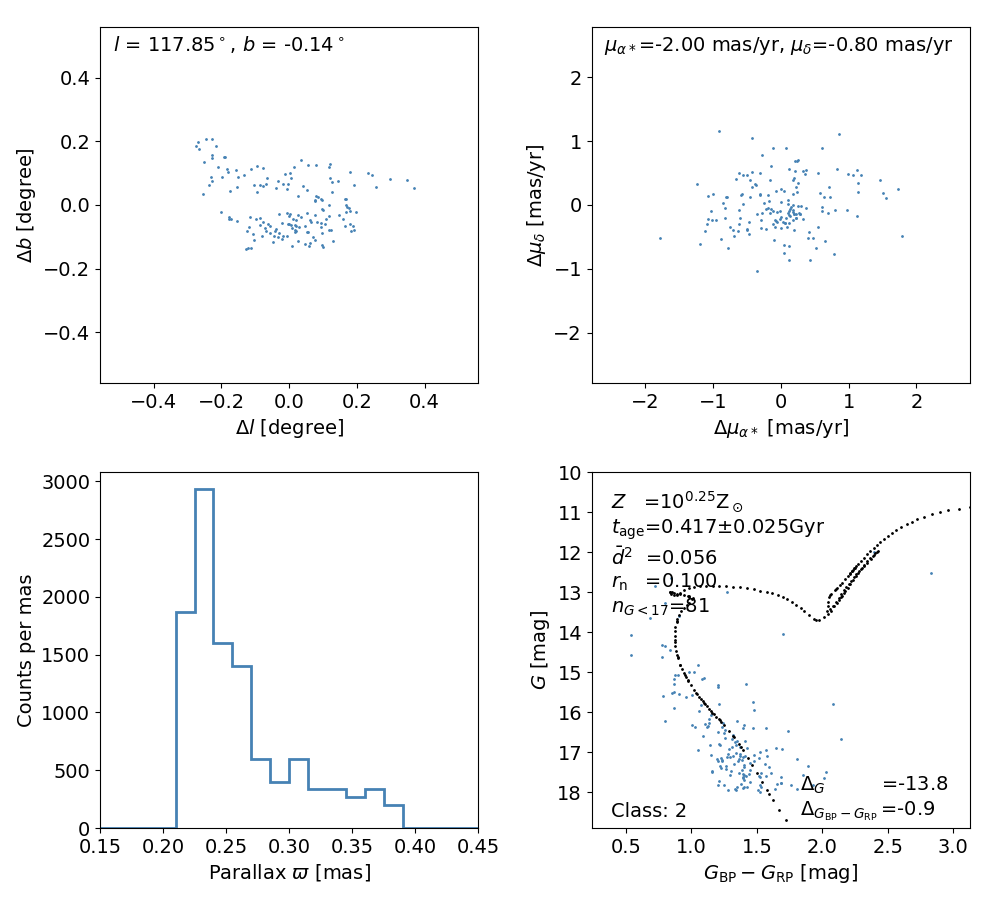 l = 117.85°, b = -0.14°
0.4
0.2
0.0
−0.2
−0.4
Δb [degree]
−0.4 −0.2 0.0 0.2 0.4
Δl [degree]
μα*=-2.00 mas/yr, μδ=-0.80 mas/yr
2
1
0
−1
−2
Δμδ [mas/yr]
−2 −1 0 1 2
Δμα* [mas/yr]
3000
2500
2000
1500
1000
500
0
Counts per mas
0.15 0.20 0.25 0.30 0.35 0.40 0.45
Parallax ϖ [mas]
10
11
12
13
14
15
16
17
18
G [mag]
Z =10^0.25 Z⊙
t_age=0.417±0.025Gyr
d̄² =0.056
r_n =0.100
n_G<17=81
Δ_G =-13.8
Δ_GBP−GRP=-0.9
Class: 2
0.5 1.0 1.5 2.0 2.5 3.0
G_BP − G_RP [mag]